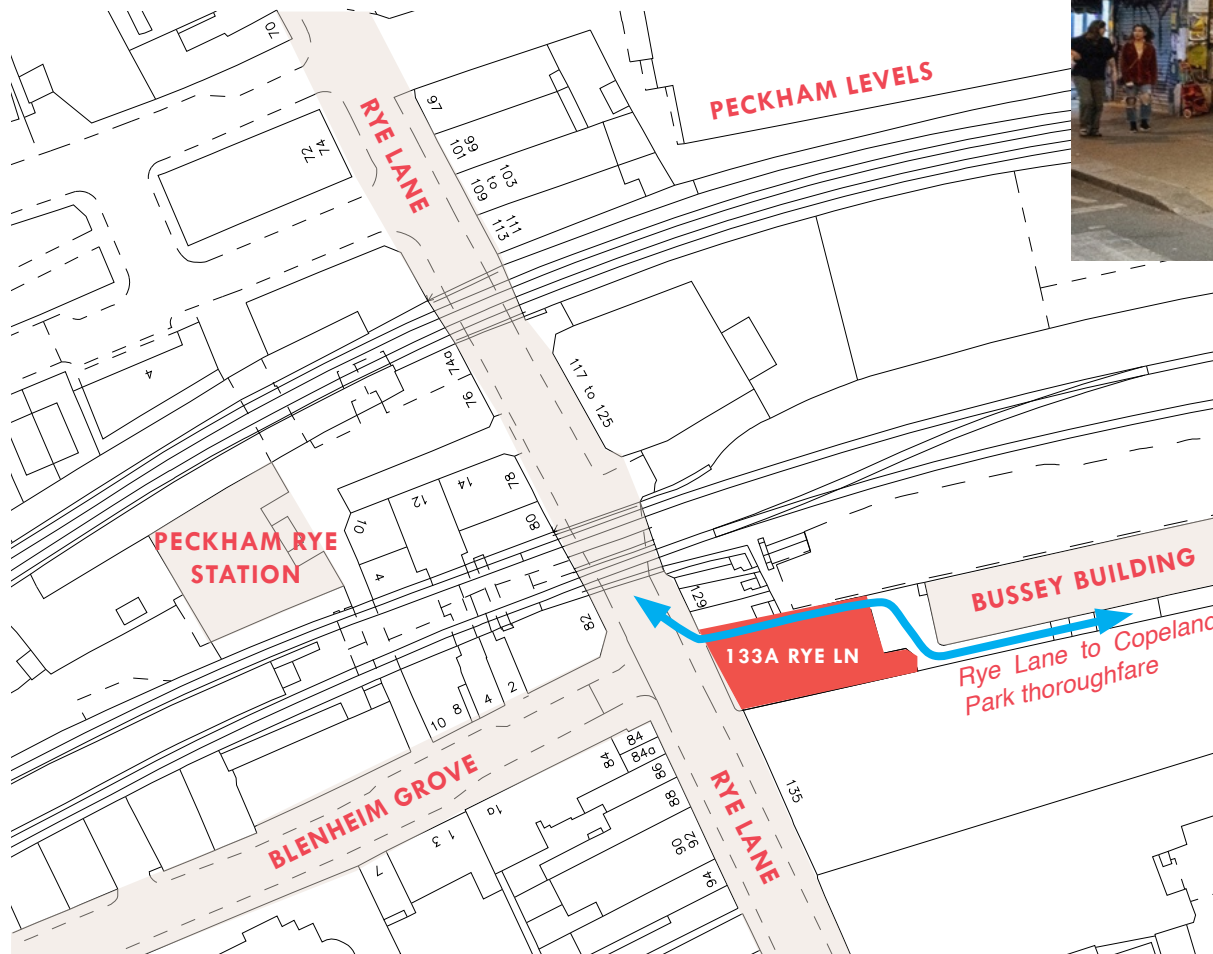 70
PECKHAM LEVELS
97
RYE LANE
99
101
74
72
103
to
109
111
113
4
74a
76
117 to 125
78
14
12
80
10
PECKHAM RYE
STATION
4
BUSSEY BUILDING
129
82
133A RYE LN
Rye Lane to Copeland
Park thoroughfare
2
4
8
10
84
84a
84
86
88
RYE LANE
135
BLENHEIM GROVE
1a
1 3
92
90
7
94